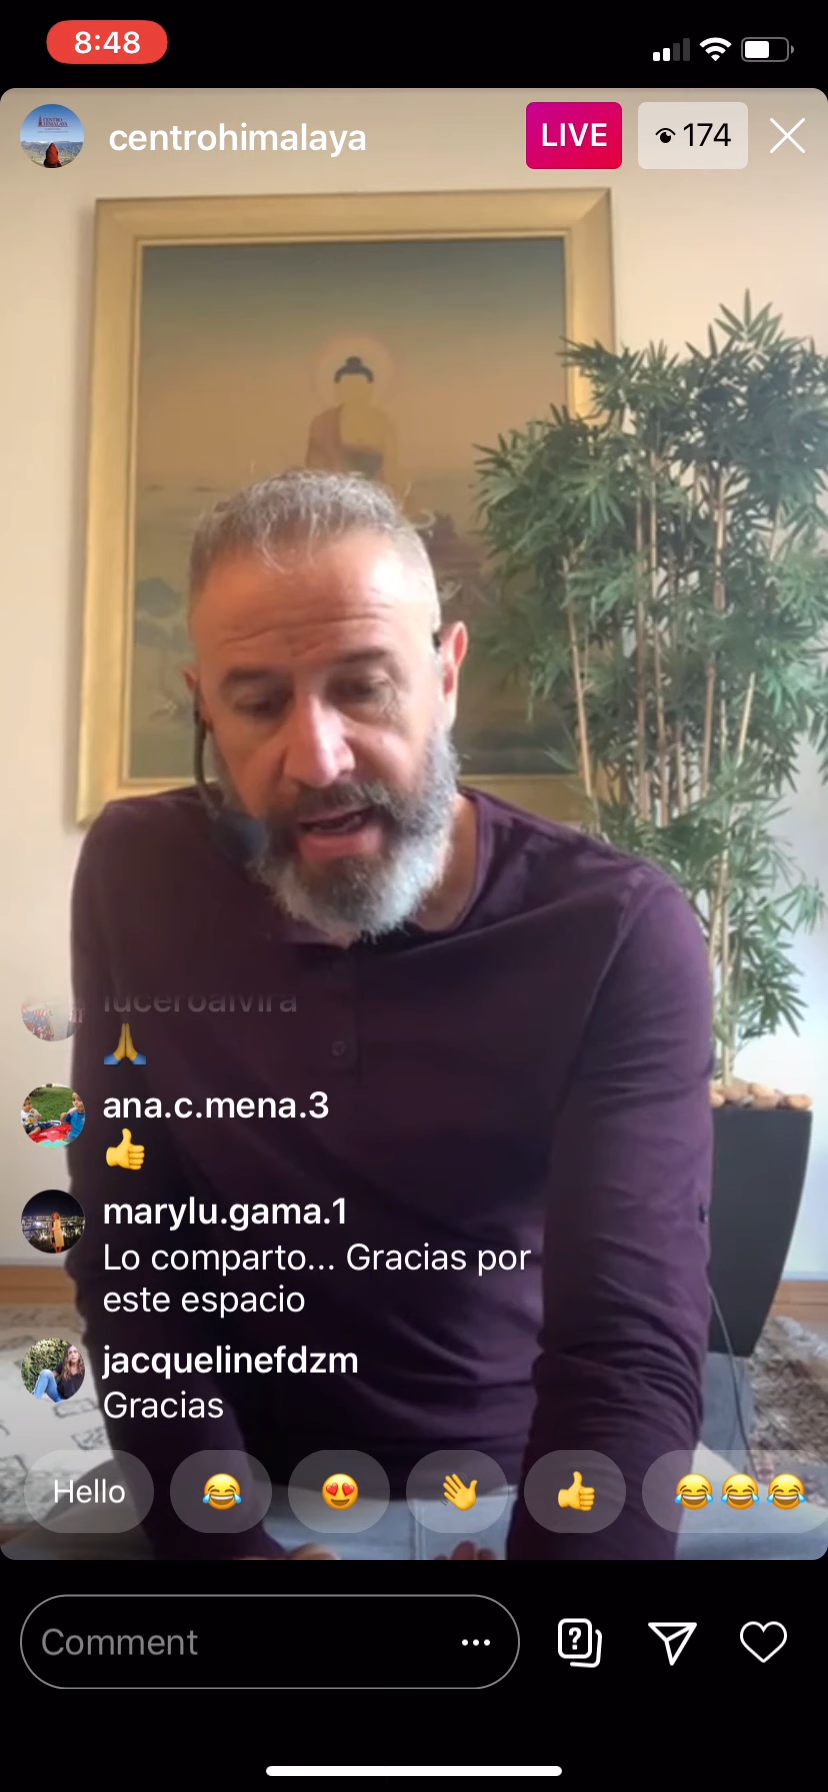 8:48
centrohimalaya
LIVE
174
luceroalvira
ana.c.mena.3
marylu.gama.1
Lo comparto... Gracias por
este espacio
jacquelinefdzm
Gracias
Hello
Comment